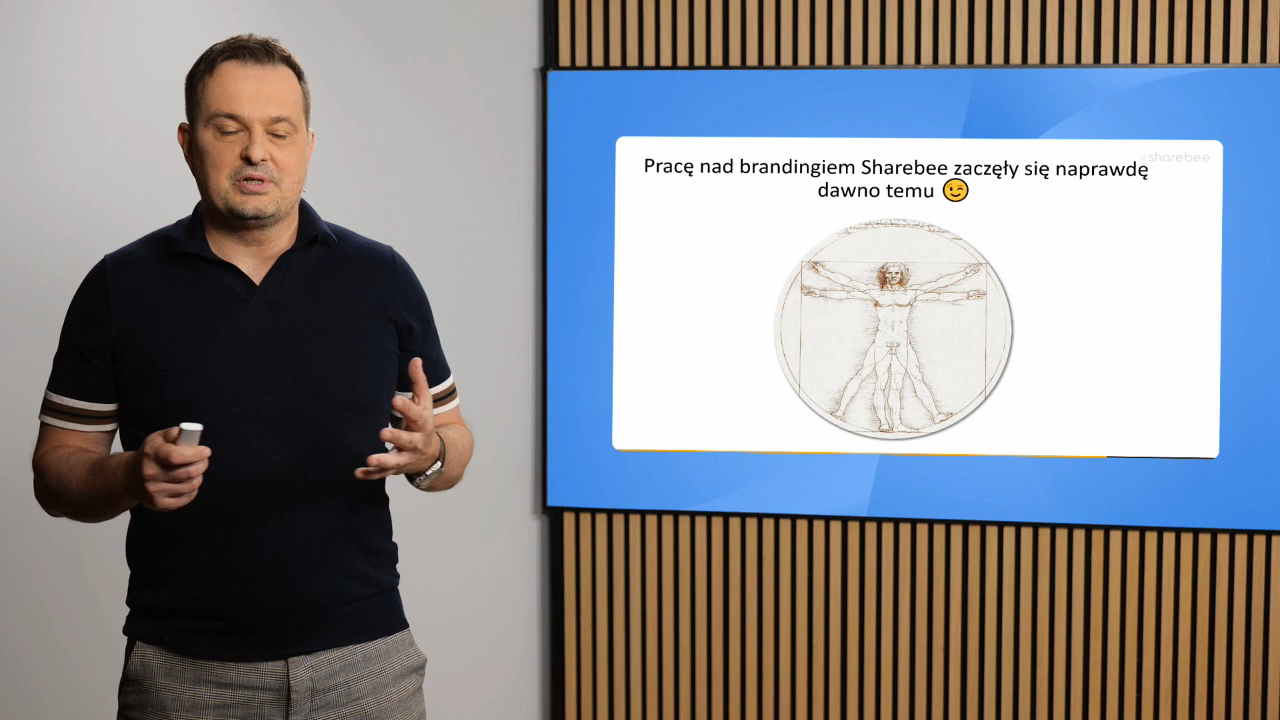 Pracę nad brandingiem Sharebee zaczęły się naprawdę
dawno temu 😉
sharebee